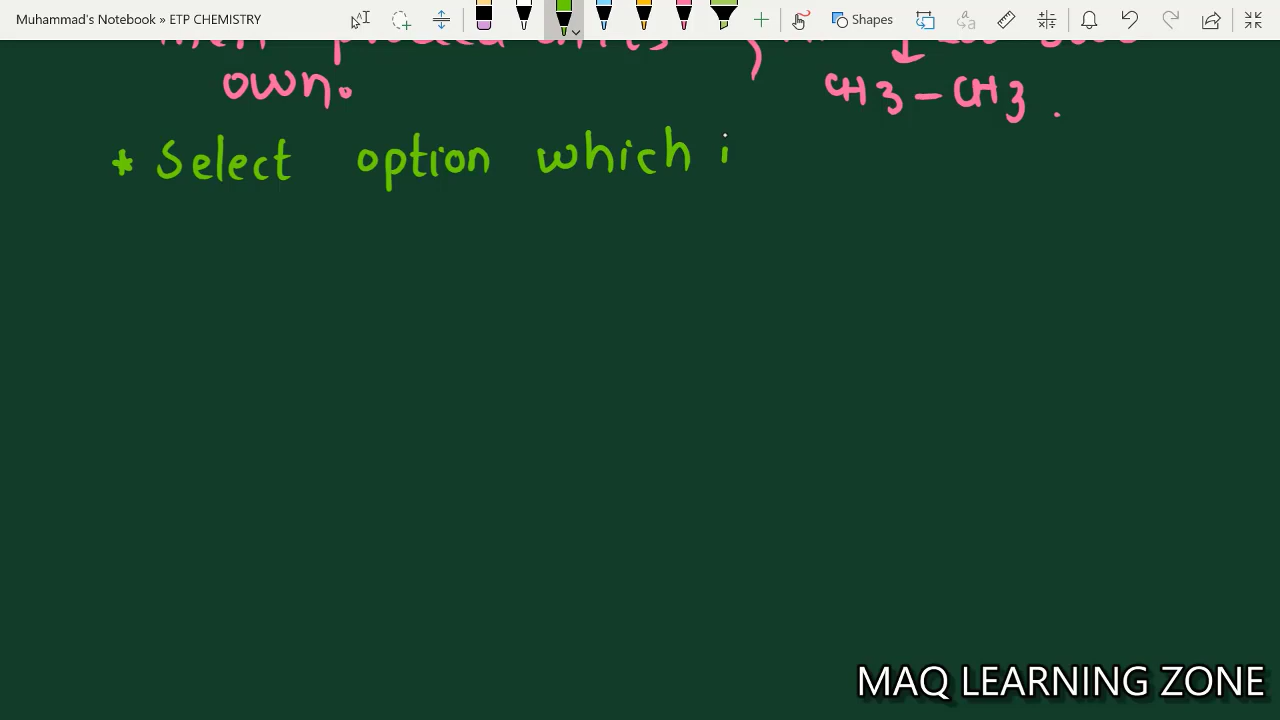 Muhammad's Notebook » ETP CHEMISTRY
Shapes
own.
CH3 – CH3 .
* Select option which i
MAQ LEARNING ZONE